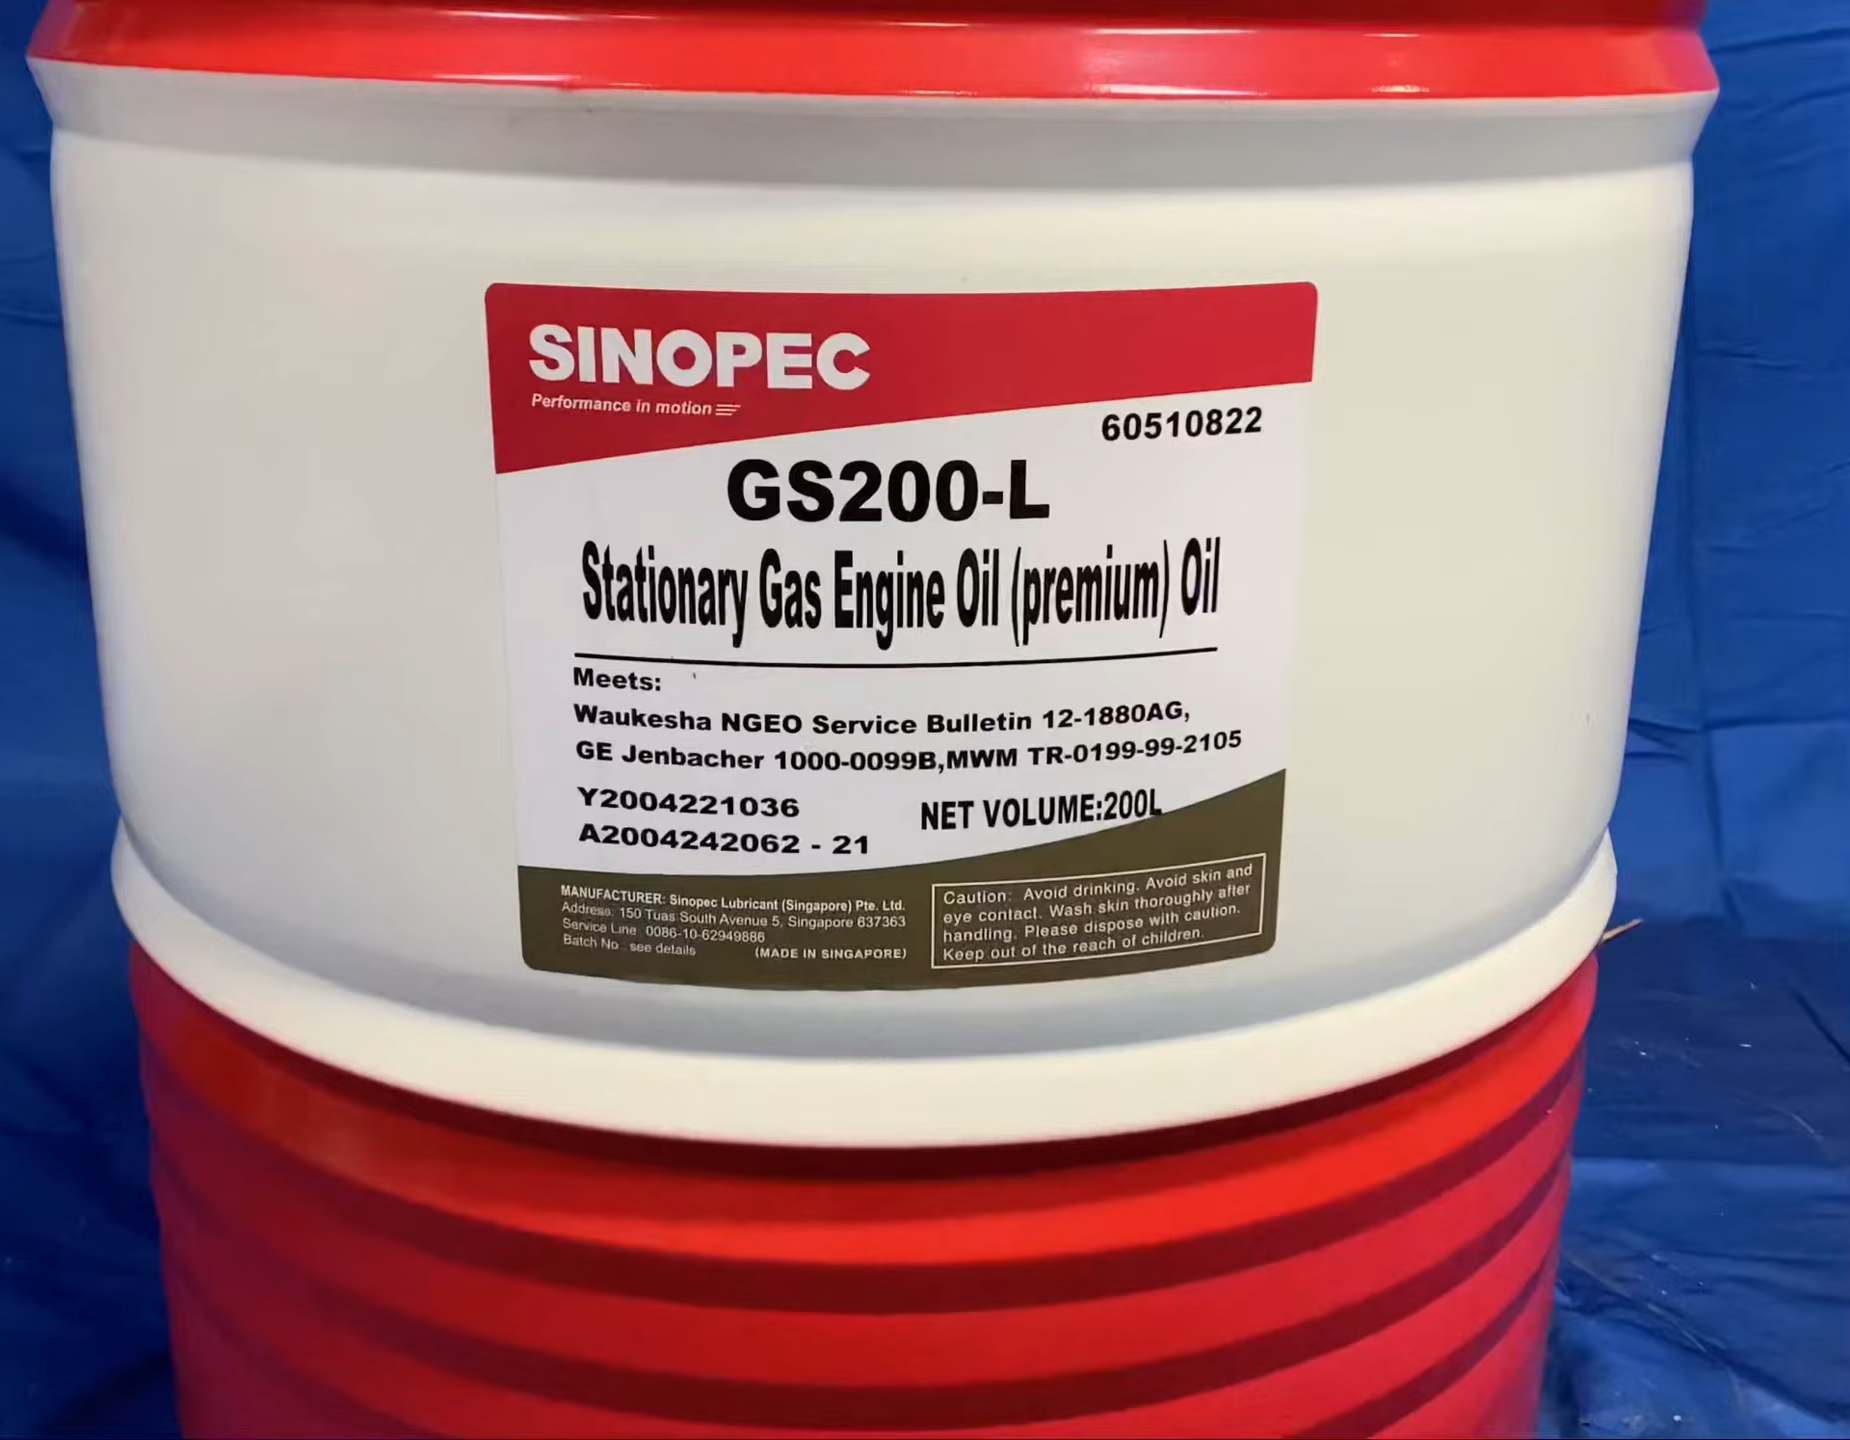 SINOPEC
Performance in motion
60510822
GS200-L
Stationary Gas Engine Oil (premium) Oil
Meets:
Waukesha NGEO Service Bulletin 12-1880AG,
GE Jenbacher 1000-0099B,MWM TR-0199-99-2105
Y2004221036
NET VOLUME:200L
A2004242062 - 21
MANUFACTURER: Sinopec Lubricant (Singapore) Pte. Ltd.
Address: 150 Tuas South Avenue 5, Singapore 637363
Service Line: 0086-10-62949886
Batch No: see details
(MADE IN SINGAPORE)
Caution: Avoid drinking. Avoid skin and
eye contact. Wash skin thoroughly after
handling. Please dispose with caution.
Keep out of the reach of children.